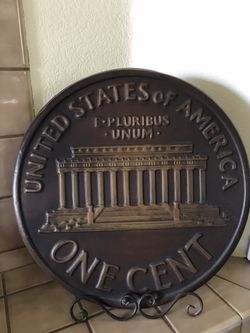 UNITED STATES oF AMERICA
E·PLURIBUS
·UNUM·
ONE CENT